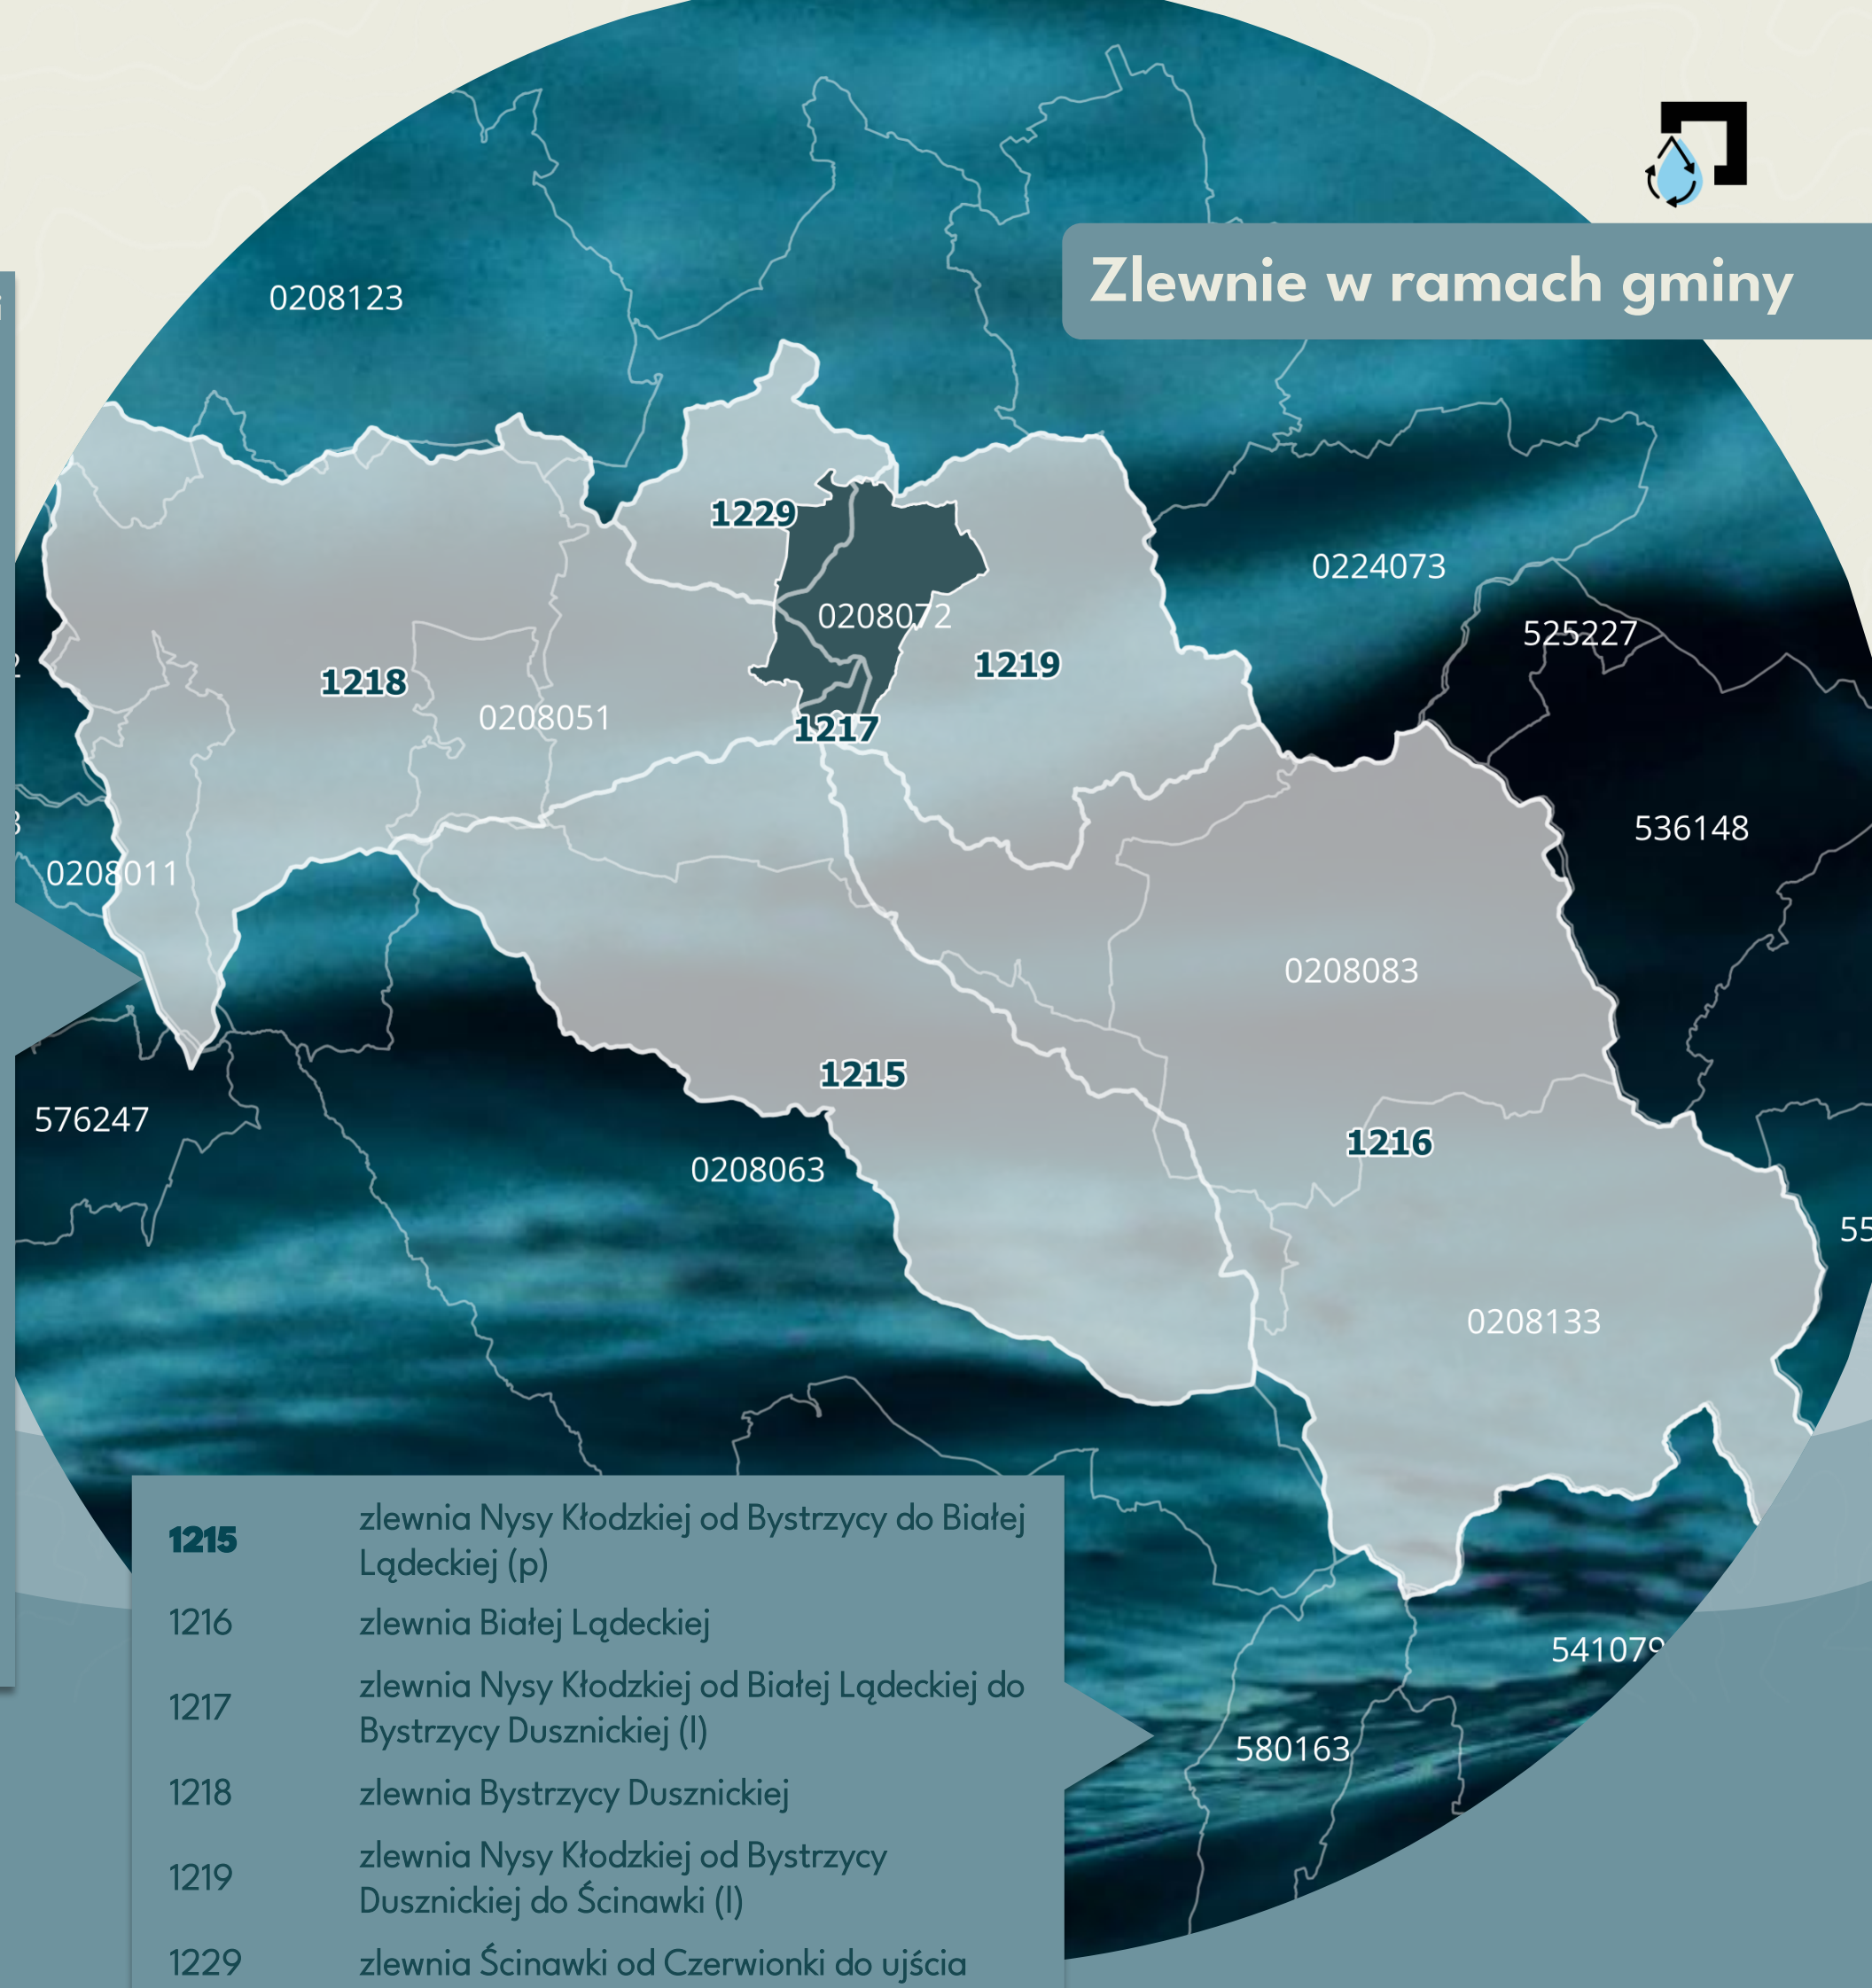 Zlewnie w ramach gminy
0208123
1229
0224073
0208072
525227
1219
1218
0208051
1217
536148
0208011
0208083
1215
576247
1216
0208063
55
0208133
541079
580163
1215 zlewnia Nysy Kłodzkiej od Bystrzycy do Białej
Lądeckiej (p)
1216 zlewnia Białej Lądeckiej
1217 zlewnia Nysy Kłodzkiej od Białej Lądeckiej do
Bystrzycy Dusznickiej (l)
1218 zlewnia Bystrzycy Dusznickiej
1219 zlewnia Nysy Kłodzkiej od Bystrzycy
Dusznickiej do Ścinawki (l)
1229 zlewnia Ścinawki od Czerwionki do ujścia